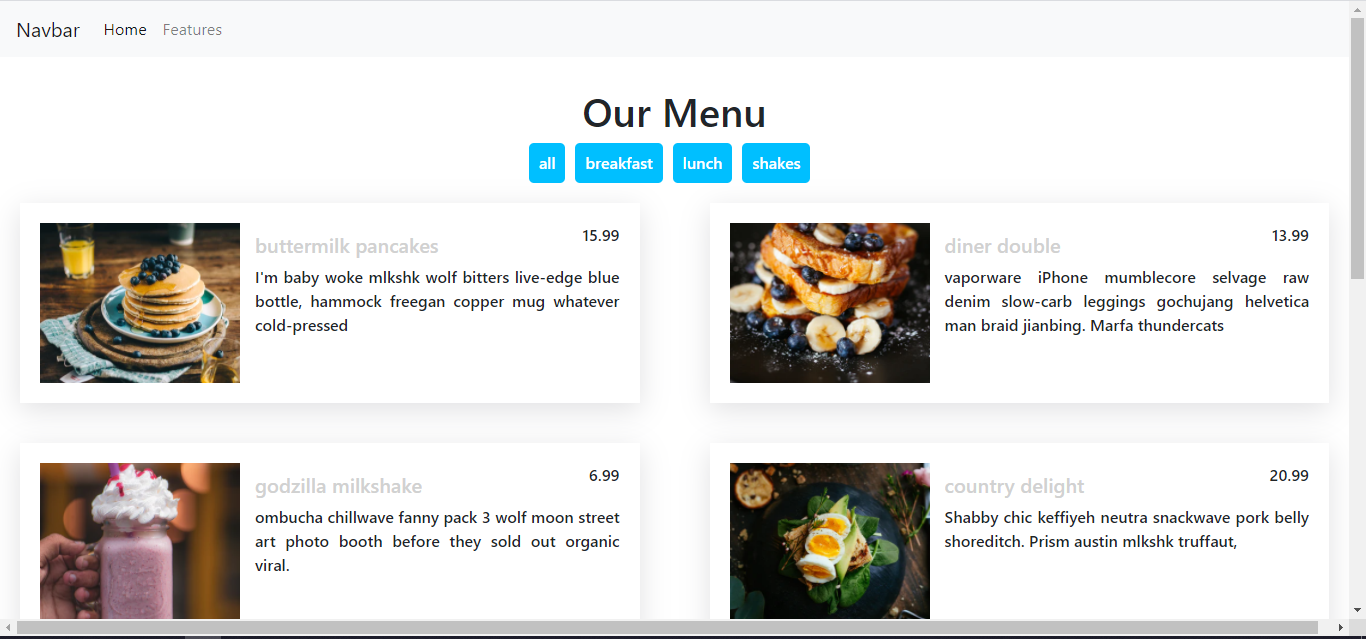 Navbar Home Features
Our Menu
all breakfast lunch shakes
buttermilk pancakes 15.99
I'm baby woke mlkshk wolf bitters live-edge blue
bottle, hammock freegan copper mug whatever
cold-pressed
diner double 13.99
vaporware iPhone mumblecore selvage raw
denim slow-carb leggings gochujang helvetica
man braid jianbing. Marfa thundercats
godzilla milkshake 6.99
ombucha chillwave fanny pack 3 wolf moon street
art photo booth before they sold out organic
viral.
country delight 20.99
Shabby chic keffiyeh neutra snackwave pork belly
shoreditch. Prism austin mlkshk truffaut,